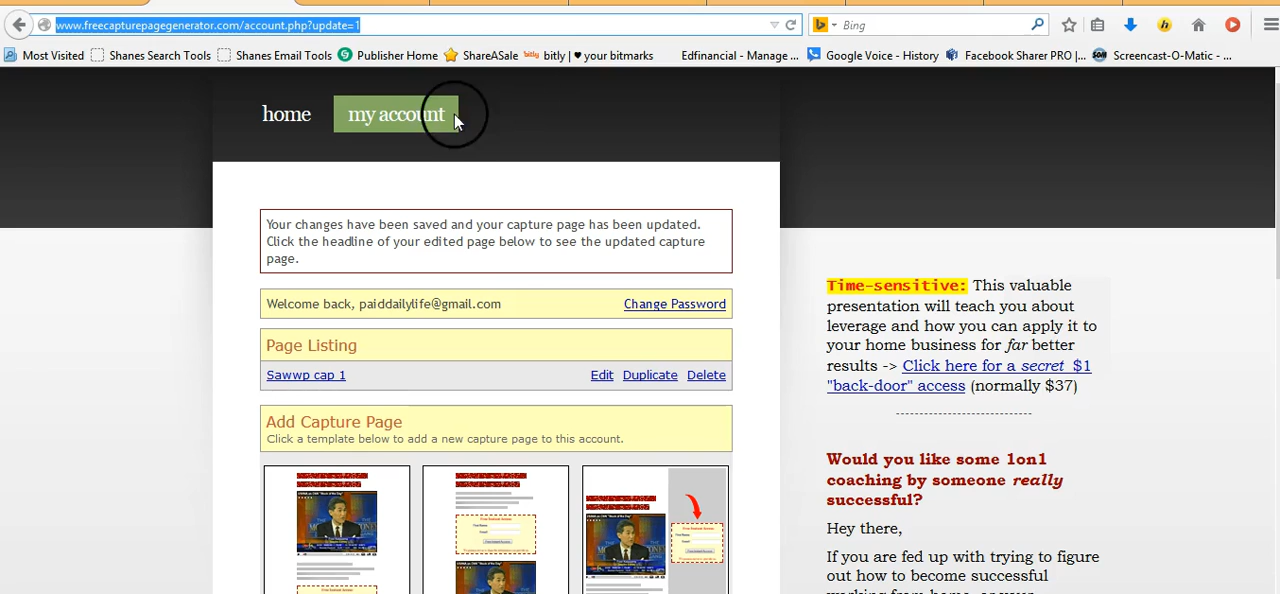 www.freecapturepagegenerator.com/account.php?update=1
Bing
Most Visited
Shanes Search Tools
Shanes Email Tools
Publisher Home
ShareASale
bitly | ♥ your bitmarks
Edfinancial - Manage ...
Google Voice - History
Facebook Sharer PRO |...
Screencast-O-Matic - ...
home
my account
Your changes have been saved and your capture page has been updated.
Click the headline of your edited page below to see the updated capture
page.
Welcome back, paiddailylife@gmail.com
Change Password
Page Listing
Sawwp cap 1
Edit Duplicate Delete
Add Capture Page
Click a template below to add a new capture page to this account.
Time-sensitive: This valuable
presentation will teach you about
leverage and how you can apply it to
your home business for far better
results -> Click here for a secret $1
"back-door" access (normally $37)
Would you like some 1on1
coaching by someone really
successful?
Hey there,
If you are fed up with trying to figure
out how to become successful